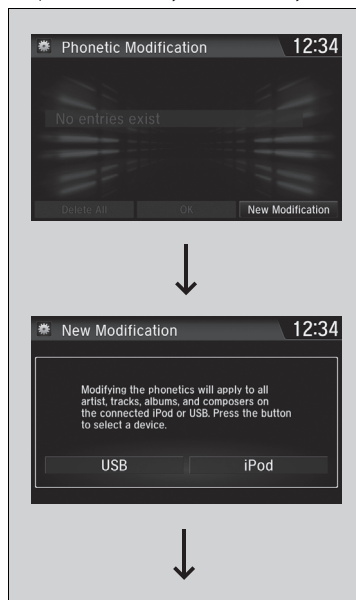 Phonetic Modification
12:34
No entries exist
Delete All
OK
New Modification
New Modification
12:34
Modifying the phonetics will apply to all
artist, tracks, albums, and composers on
the connected iPod or USB. Press the button
to select a device.
USB
iPod